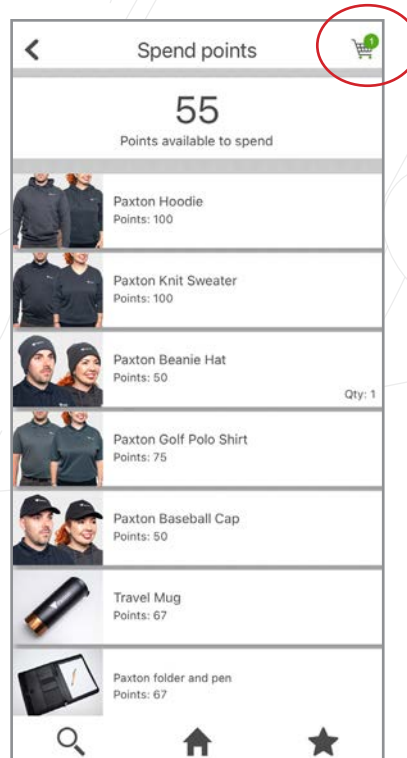 Spend points
1
55
Points available to spend
Paxton Hoodie
Points: 100
Paxton Knit Sweater
Points: 100
Paxton Beanie Hat
Points: 50
Qty: 1
Paxton Golf Polo Shirt
Points: 75
Paxton Baseball Cap
Points: 50
Travel Mug
Points: 67
Paxton folder and pen
Points: 67